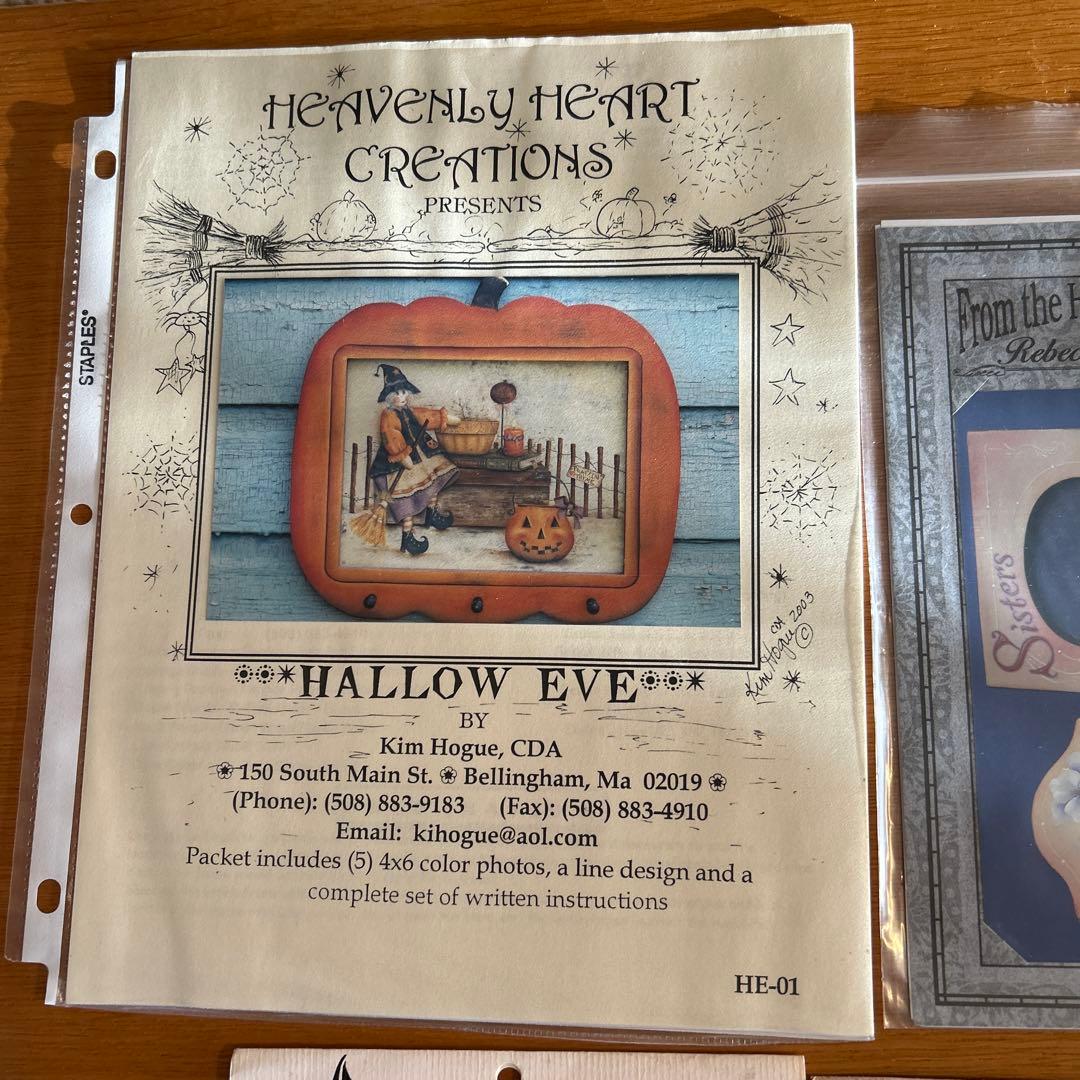 HEAVENLY HEART
CREATIONS
PRESENTS
HALLOW EVE
BY
Kim Hogue, CDA
150 South Main St. Bellingham, Ma 02019
(Phone): (508) 883-9183 (Fax): (508) 883-4910
Email: kihogue@aol.com
Packet includes (5) 4x6 color photos, a line design and a
complete set of written instructions
HE-01
Kim Hogue CDA 2003 ©
STAPLES®
From the H
Rebec
Sisters